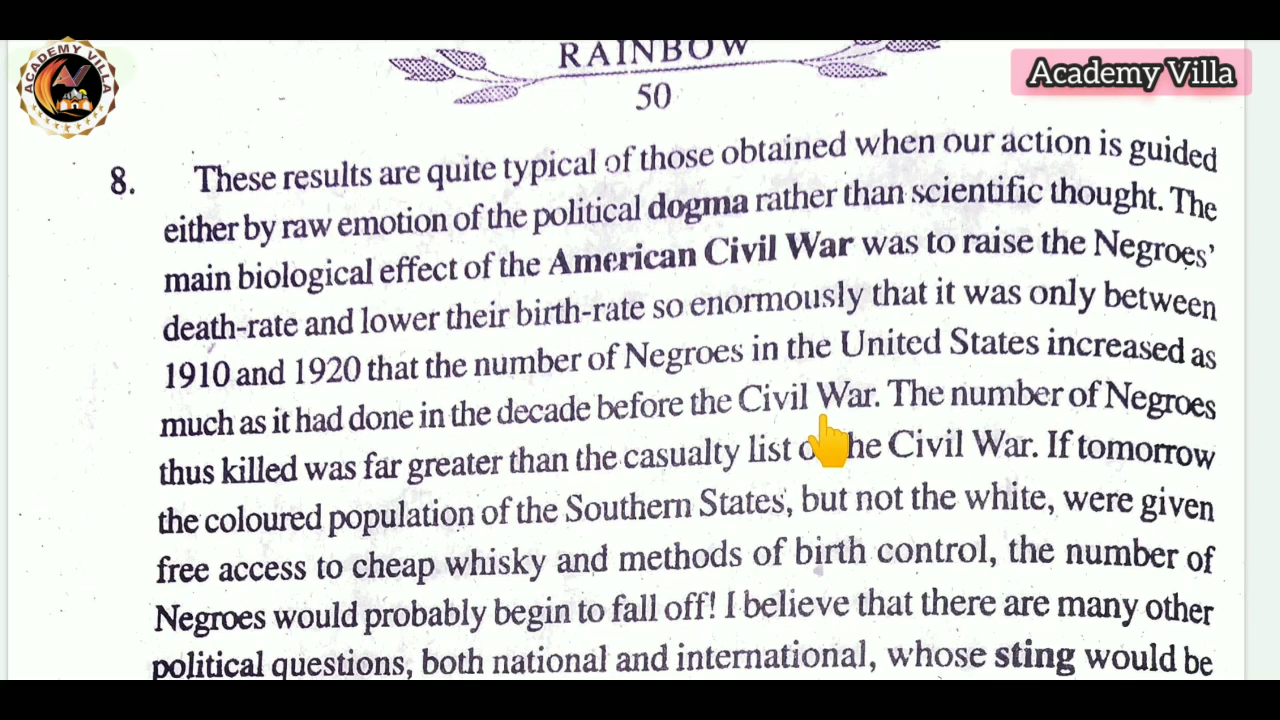 RAINBOW
50
ACADEMY VILLA
AV
Academy Villa
8. These results are quite typical of those obtained when our action is guided
either by raw emotion of the political dogma rather than scientific thought. The
main biological effect of the American Civil War was to raise the Negroes'
death-rate and lower their birth-rate so enormously that it was only between
1910 and 1920 that the number of Negroes in the United States increased as
much as it had done in the decade before the Civil War. The number of Negroes
thus killed was far greater than the casualty list the Civil War. If tomorrow
the coloured population of the Southern States, but not the white, were given
free access to cheap whisky and methods of birth control, the number of
Negroes would probably begin to fall off! I believe that there are many other
political questions, both national and international, whose sting would be